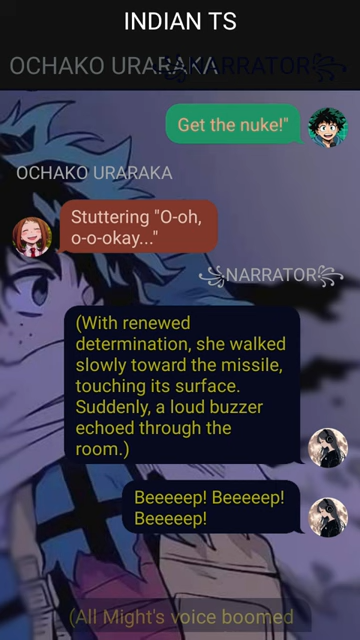 INDIAN TS
OCHAKO URARAKA
꧁NARRATOR꧂
Get the nuke!"
OCHAKO URARAKA
Stuttering "O-oh,
o-o-okay..."
꧁NARRATOR꧂
(With renewed
determination, she walked
slowly toward the missile,
touching its surface.
Suddenly, a loud buzzer
echoed through the
room.)
Beeeeep! Beeeeep!
Beeeeep!
(All Might's voice boomed